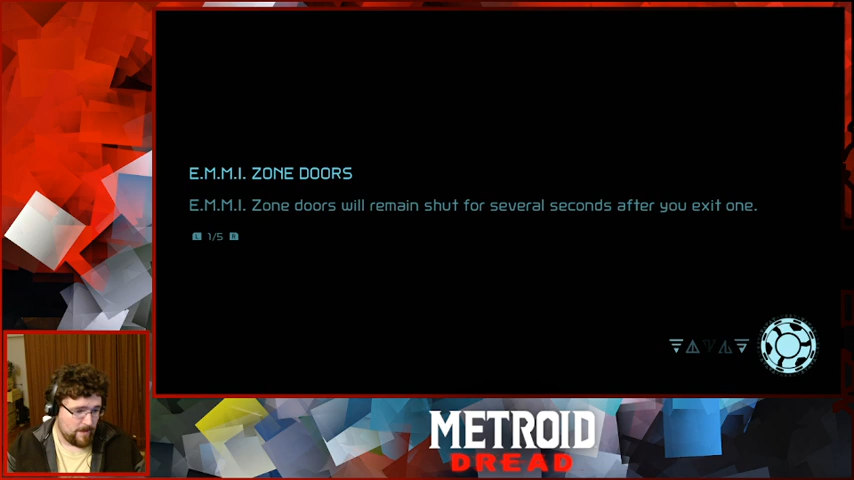 E.M.M.I. ZONE DOORS
E.M.M.I. Zone doors will remain shut for several seconds after you exit one.
L 1/5 R
METROID
DREAD